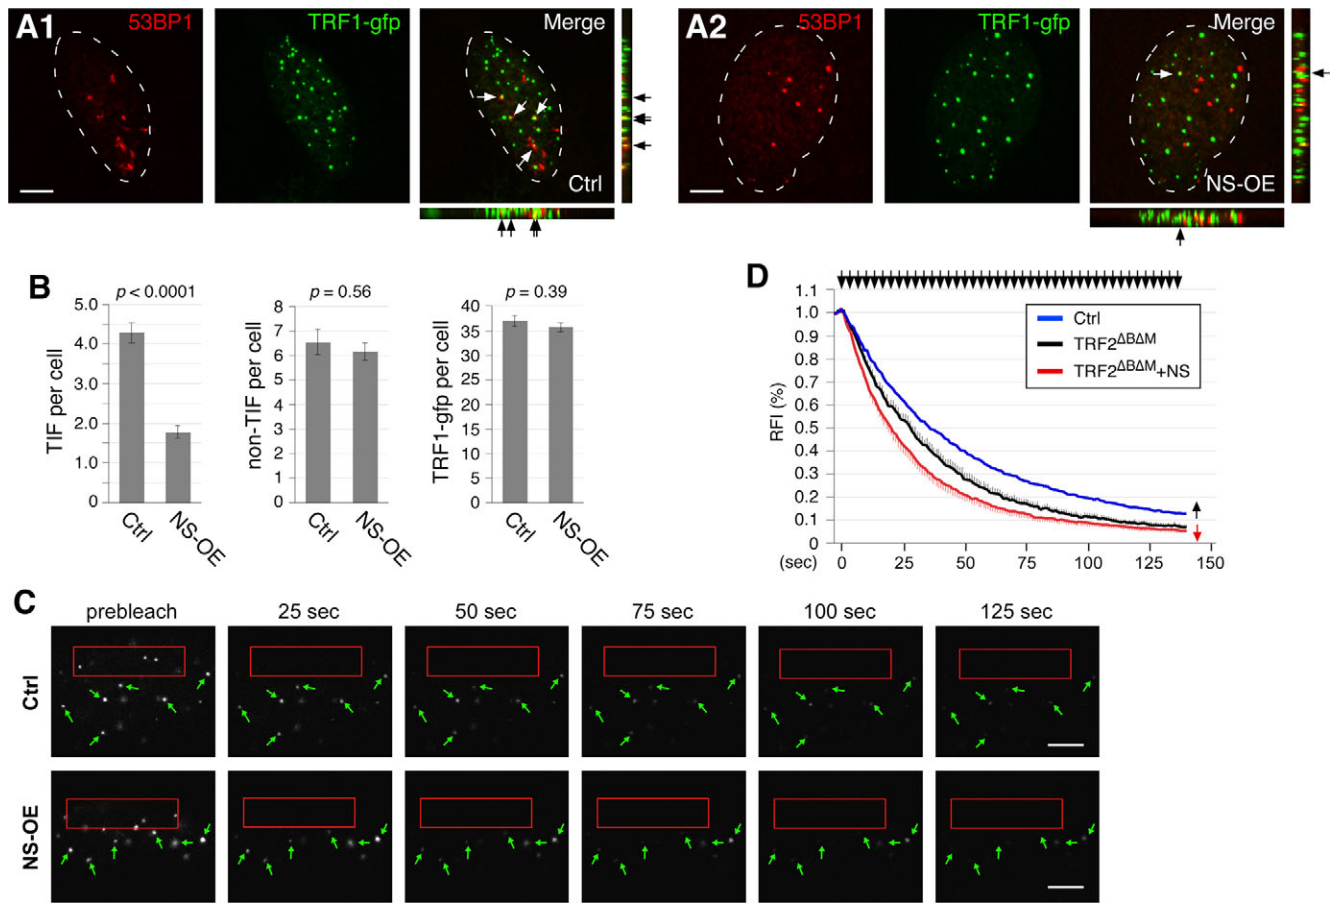 A1
53BP1
TRF1-gfp
Merge
Ctrl
A2
53BP1
TRF1-gfp
Merge
NS-OE
B
p < 0.0001
5.0
4.0
3.0
2.0
1.0
0
TIF per cell
Ctrl
NS-OE
p = 0.56
8
7
6
5
4
3
2
1
0
non-TIF per cell
Ctrl
NS-OE
p = 0.39
40
35
30
25
20
15
10
5
0
TRF1-gfp per cell
Ctrl
NS-OE
D
1.1
1.0
0.9
0.8
0.7
0.6
0.5
0.4
0.3
0.2
0.1
0
RFI (%)
Ctrl
TRF2ΔBΔM
TRF2ΔBΔM+NS
(sec)
0 25 50 75 100 125 150
C
prebleach 25 sec 50 sec 75 sec 100 sec 125 sec
Ctrl
NS-OE